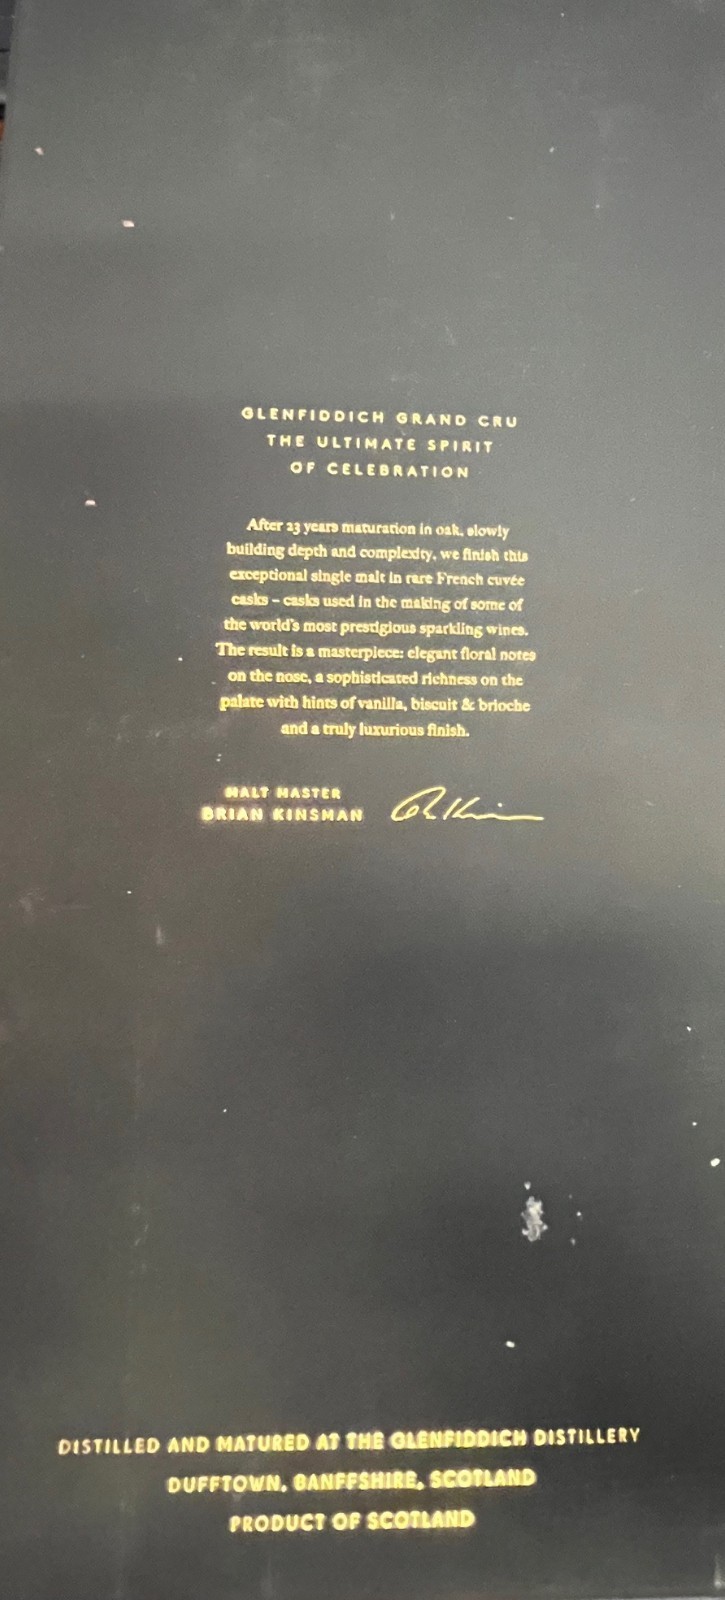 GLENFIDDICH GRAND CRU
THE ULTIMATE SPIRIT
OF CELEBRATION
After 23 years maturation in oak, slowly
building depth and complexity, we finish this
exceptional single malt in rare French cuvée
casks – casks used in the making of some of
the world's most prestigious sparkling wines.
The result is a masterpiece: elegant floral notes
on the nose, a sophisticated richness on the
palate with hints of vanilla, biscuit & brioche
and a truly luxurious finish.
MALT MASTER
BRIAN KINSMAN
DISTILLED AND MATURED AT THE GLENFIDDICH DISTILLERY
DUFFTOWN, BANFFSHIRE, SCOTLAND
PRODUCT OF SCOTLAND